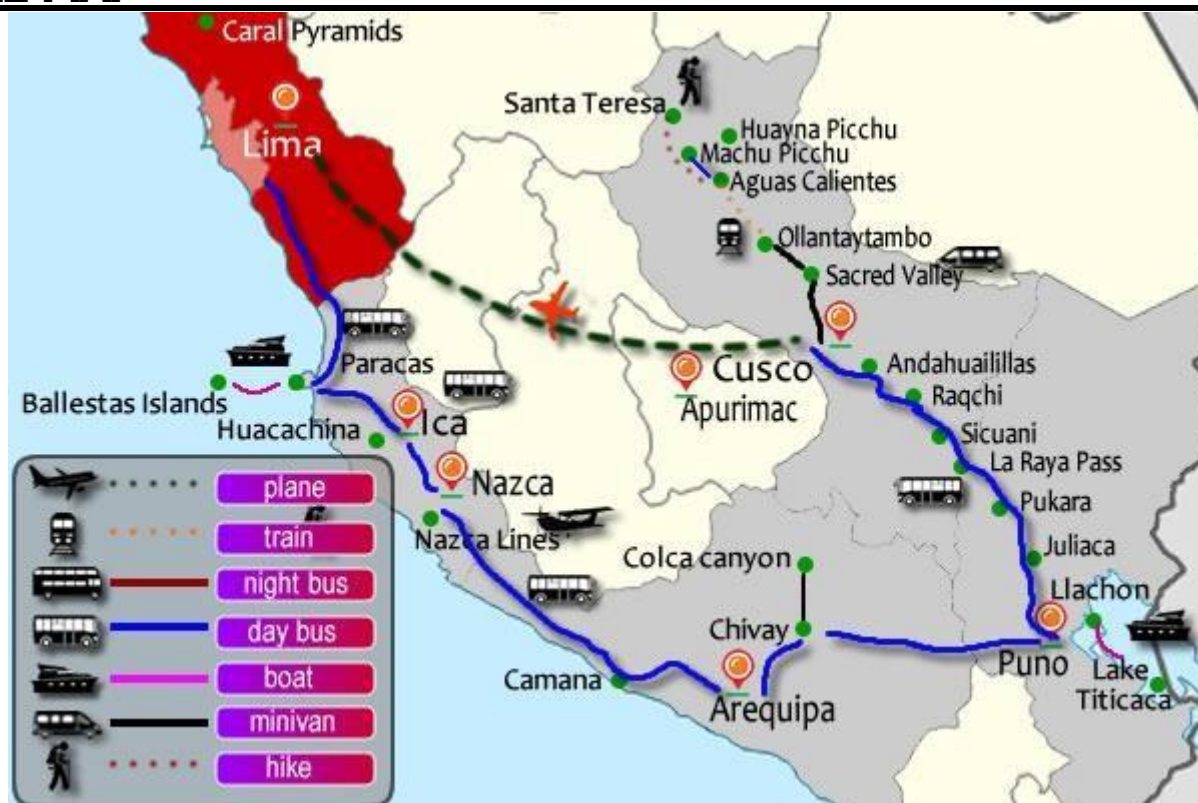 Caral Pyramids
Lima
Santa Teresa
Huayna Picchu
Machu Picchu
Aguas Calientes
Ollantaytambo
Sacred Valley
Paracas
Ballestas Islands
Huacachina
Ica
Cusco
Apurimac
Andahuailillas
Raqchi
Sicuani
La Raya Pass
Pukara
Juliaca
Llachon
Nazca
Nazca Lines
Colca canyon
Chivay
Camana
Arequipa
Puno
Lake
Titicaca
plane
train
night bus
day bus
boat
minivan
hike